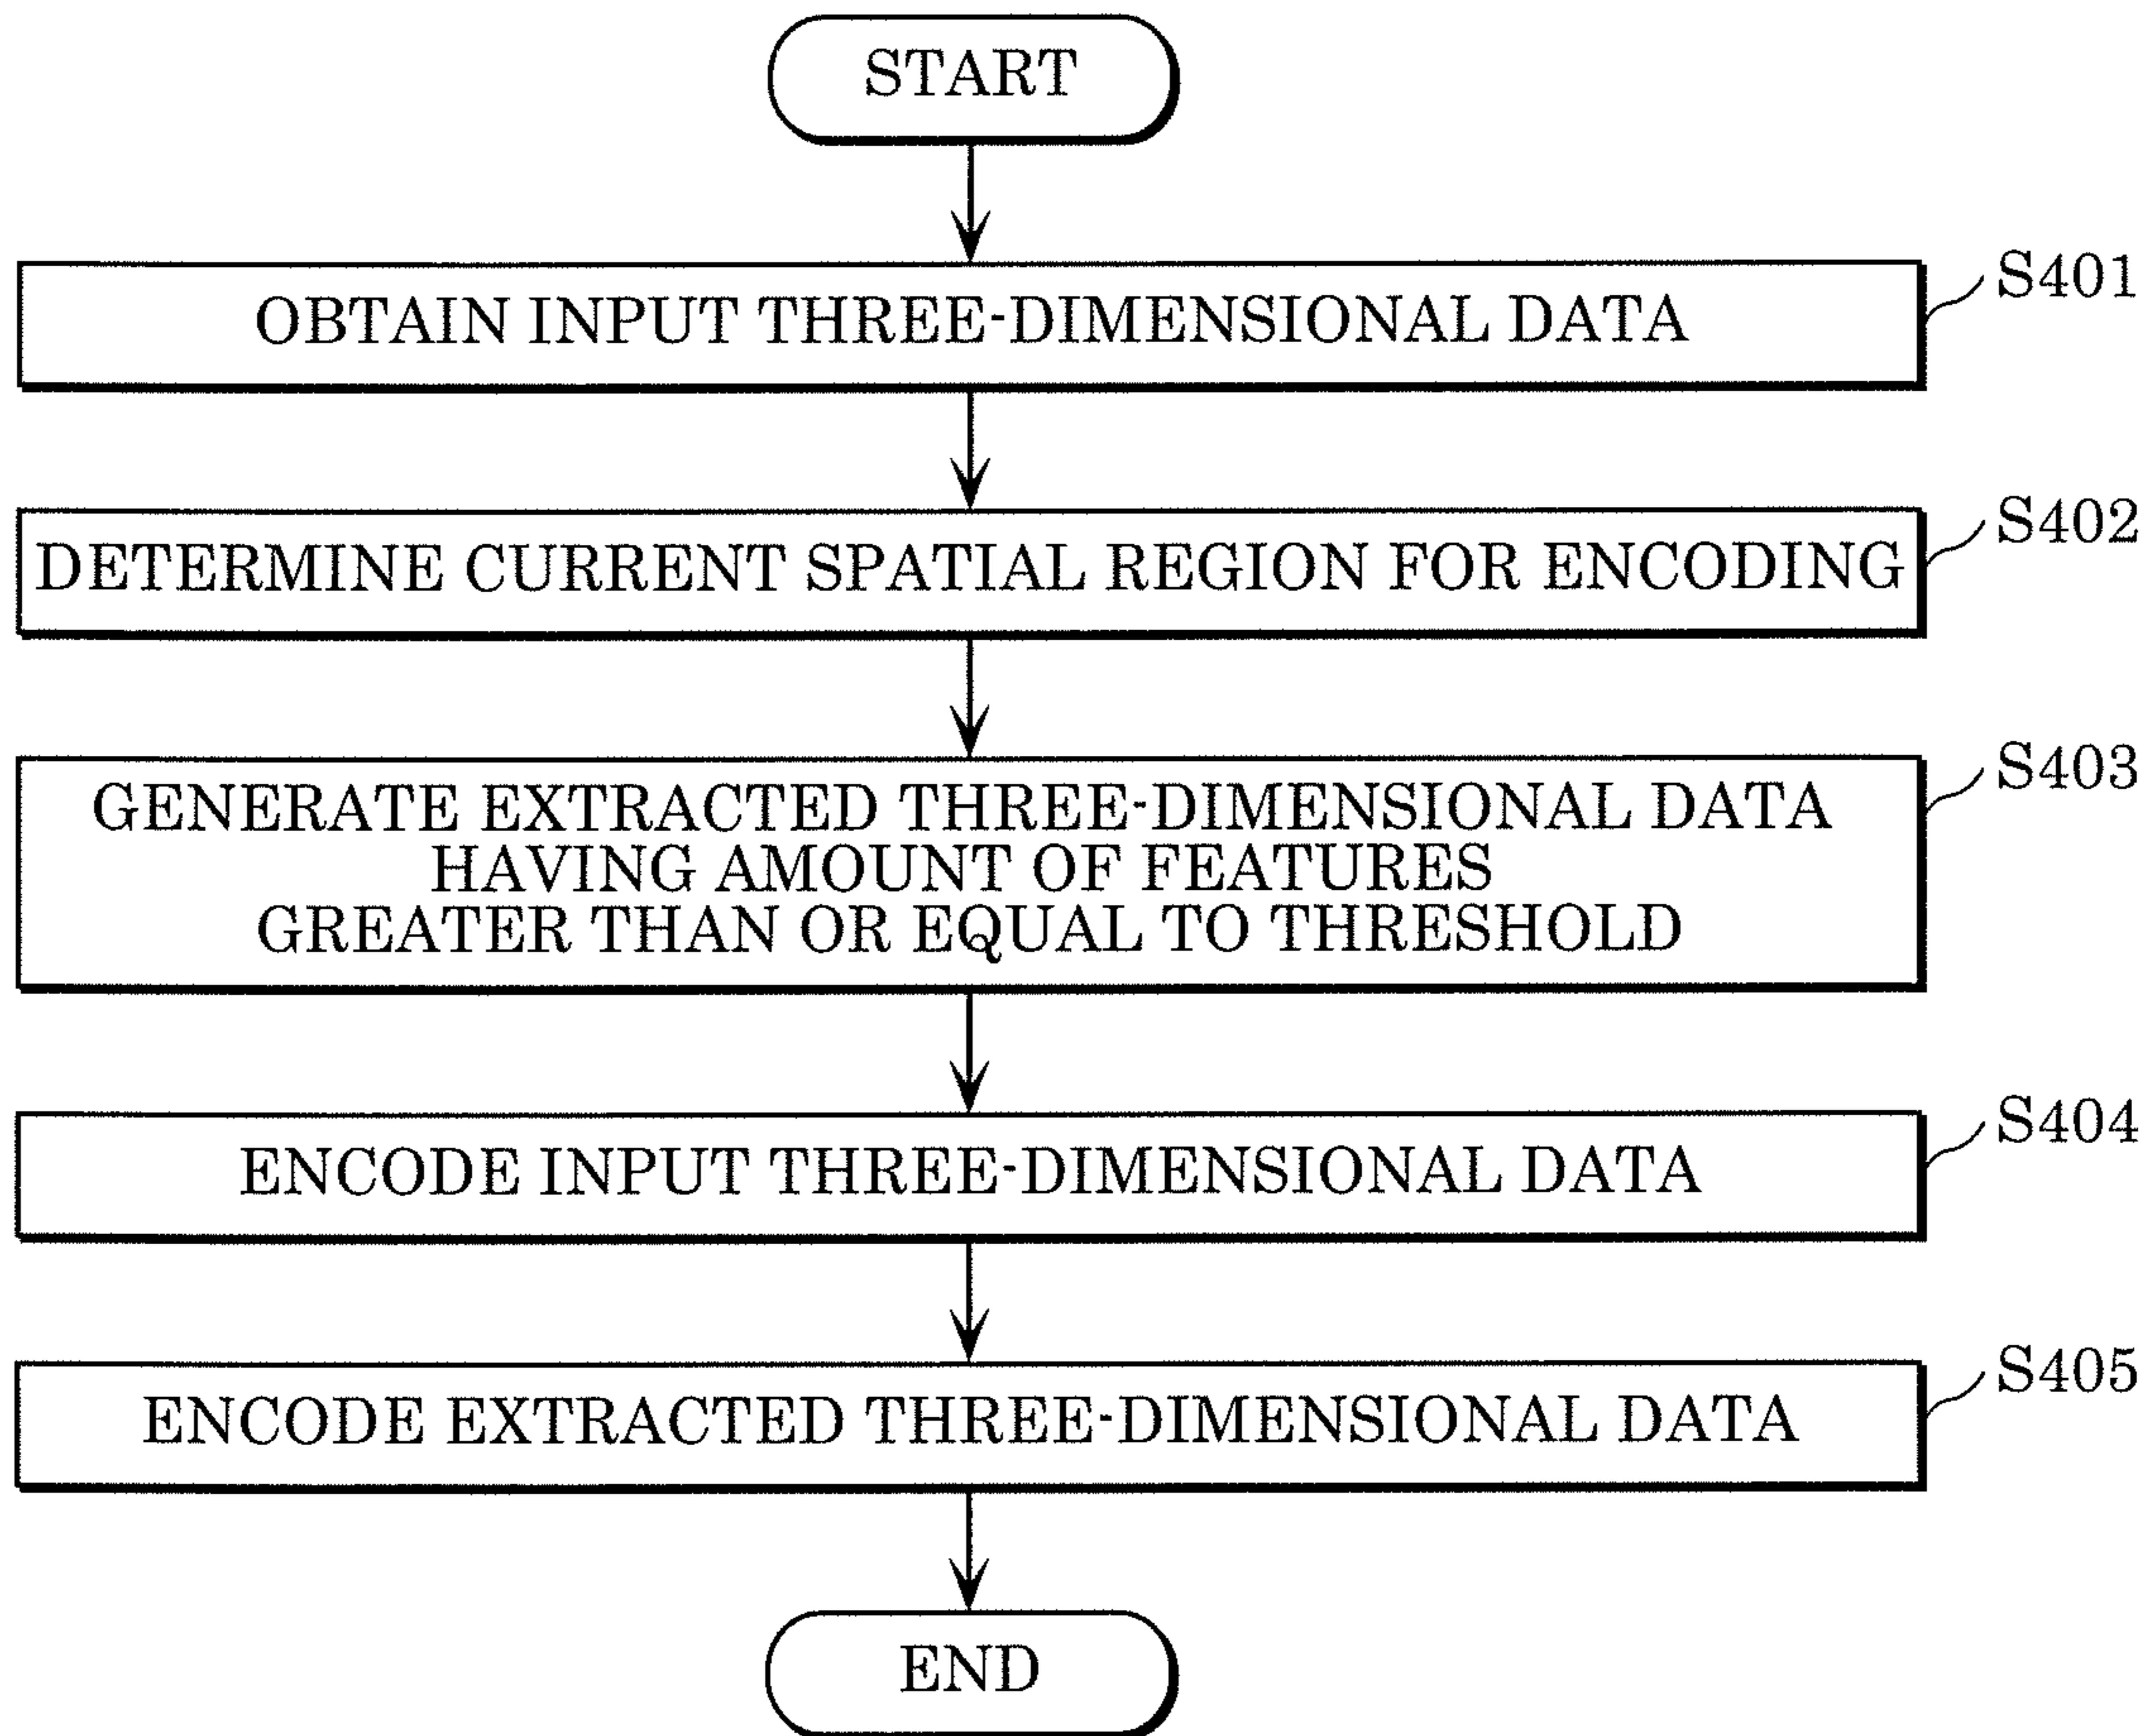 START
OBTAIN INPUT THREE-DIMENSIONAL DATA
S401
DETERMINE CURRENT SPATIAL REGION FOR ENCODING
S402
GENERATE EXTRACTED THREE-DIMENSIONAL DATA
HAVING AMOUNT OF FEATURES
GREATER THAN OR EQUAL TO THRESHOLD
S403
ENCODE INPUT THREE-DIMENSIONAL DATA
S404
ENCODE EXTRACTED THREE-DIMENSIONAL DATA
S405
END